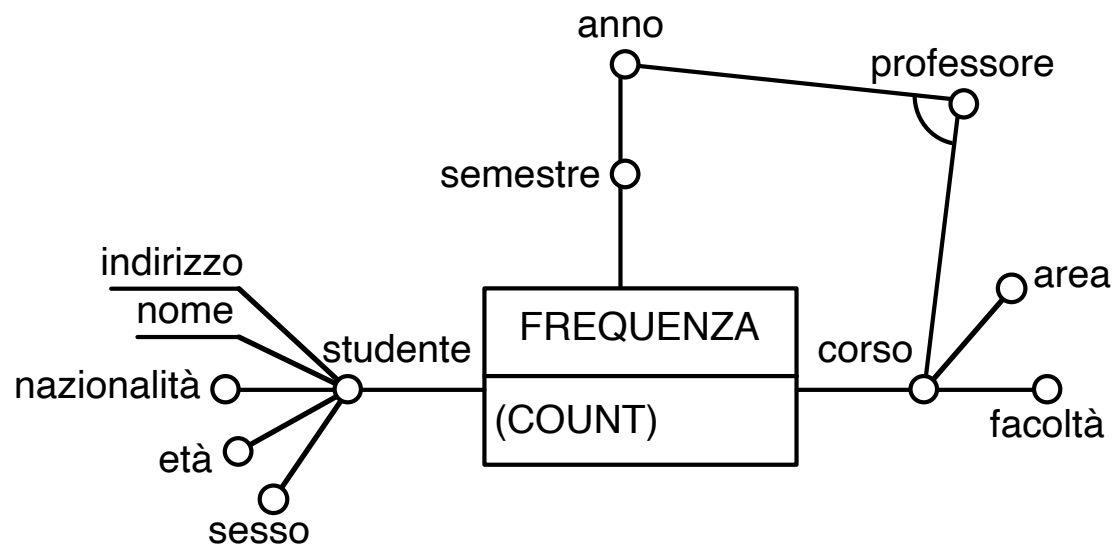 anno
professore
semestre
indirizzo
nome
studente
FREQUENZA
corso
area
nazionalità
(COUNT)
facoltà
età
sesso